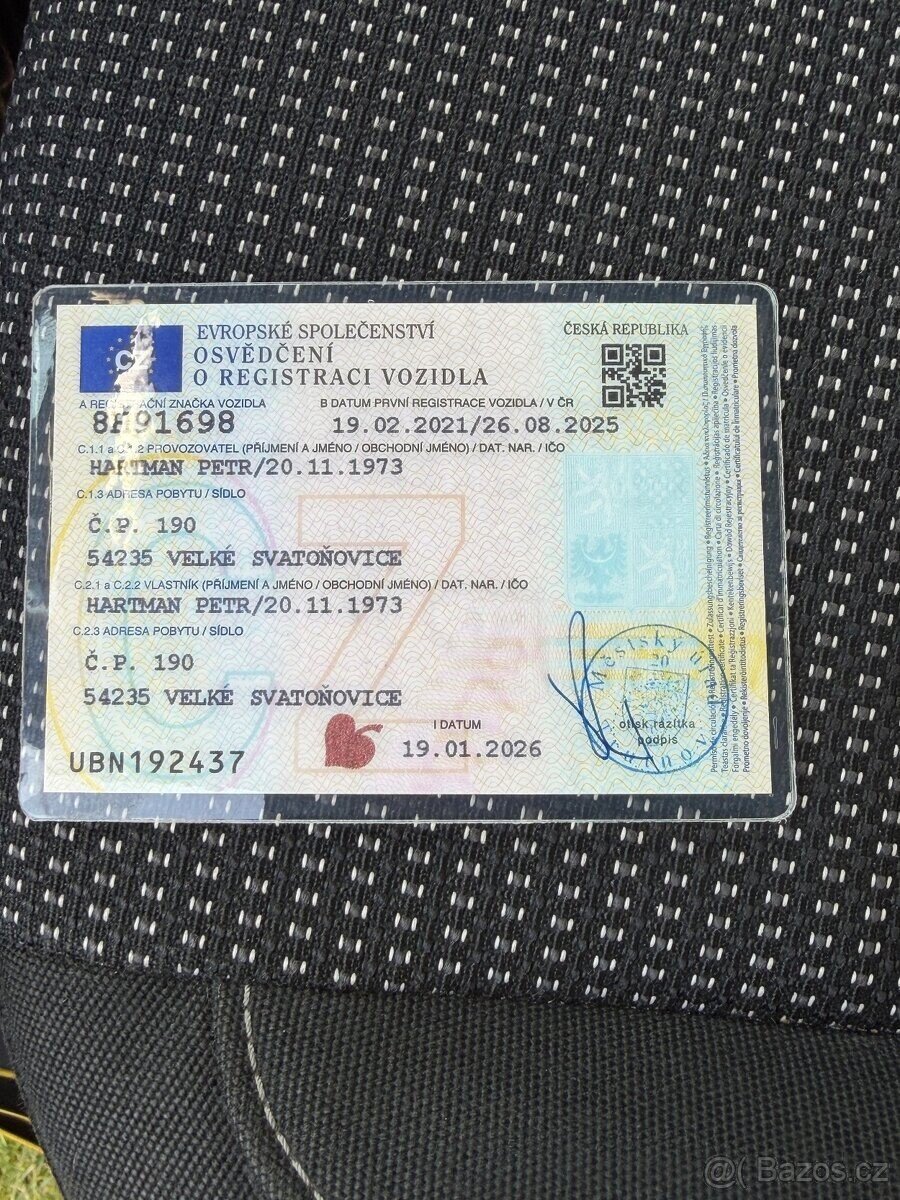 CZ
EVROPSKÉ SPOLEČENSTVÍ
OSVĚDČENÍ
O REGISTRACI VOZIDLA
ČESKÁ REPUBLIKA
A REGISTRAČNÍ ZNAČKA VOZIDLA
B DATUM PRVNÍ REGISTRACE VOZIDLA / V ČR
8H91698
19.02.2021/26.08.2025
C.1.1 a C.1.2 PROVOZOVATEL (PŘÍJMENÍ A JMÉNO / OBCHODNÍ JMÉNO) / DAT. NAR. / IČO
HARTMAN PETR/20.11.1973
C.1.3 ADRESA POBYTU / SÍDLO
Č.P. 190
54235 VELKÉ SVATOŇOVICE
C.2.1 a C.2.2 VLASTNÍK (PŘÍJMENÍ A JMÉNO / OBCHODNÍ JMÉNO) / DAT. NAR. / IČO
HARTMAN PETR/20.11.1973
C.2.3 ADRESA POBYTU / SÍDLO
Č.P. 190
54235 VELKÉ SVATOŇOVICE
I DATUM
19.01.2026
UBN192437
otisk razítka
podpis
Městský
@( Bazos.cz